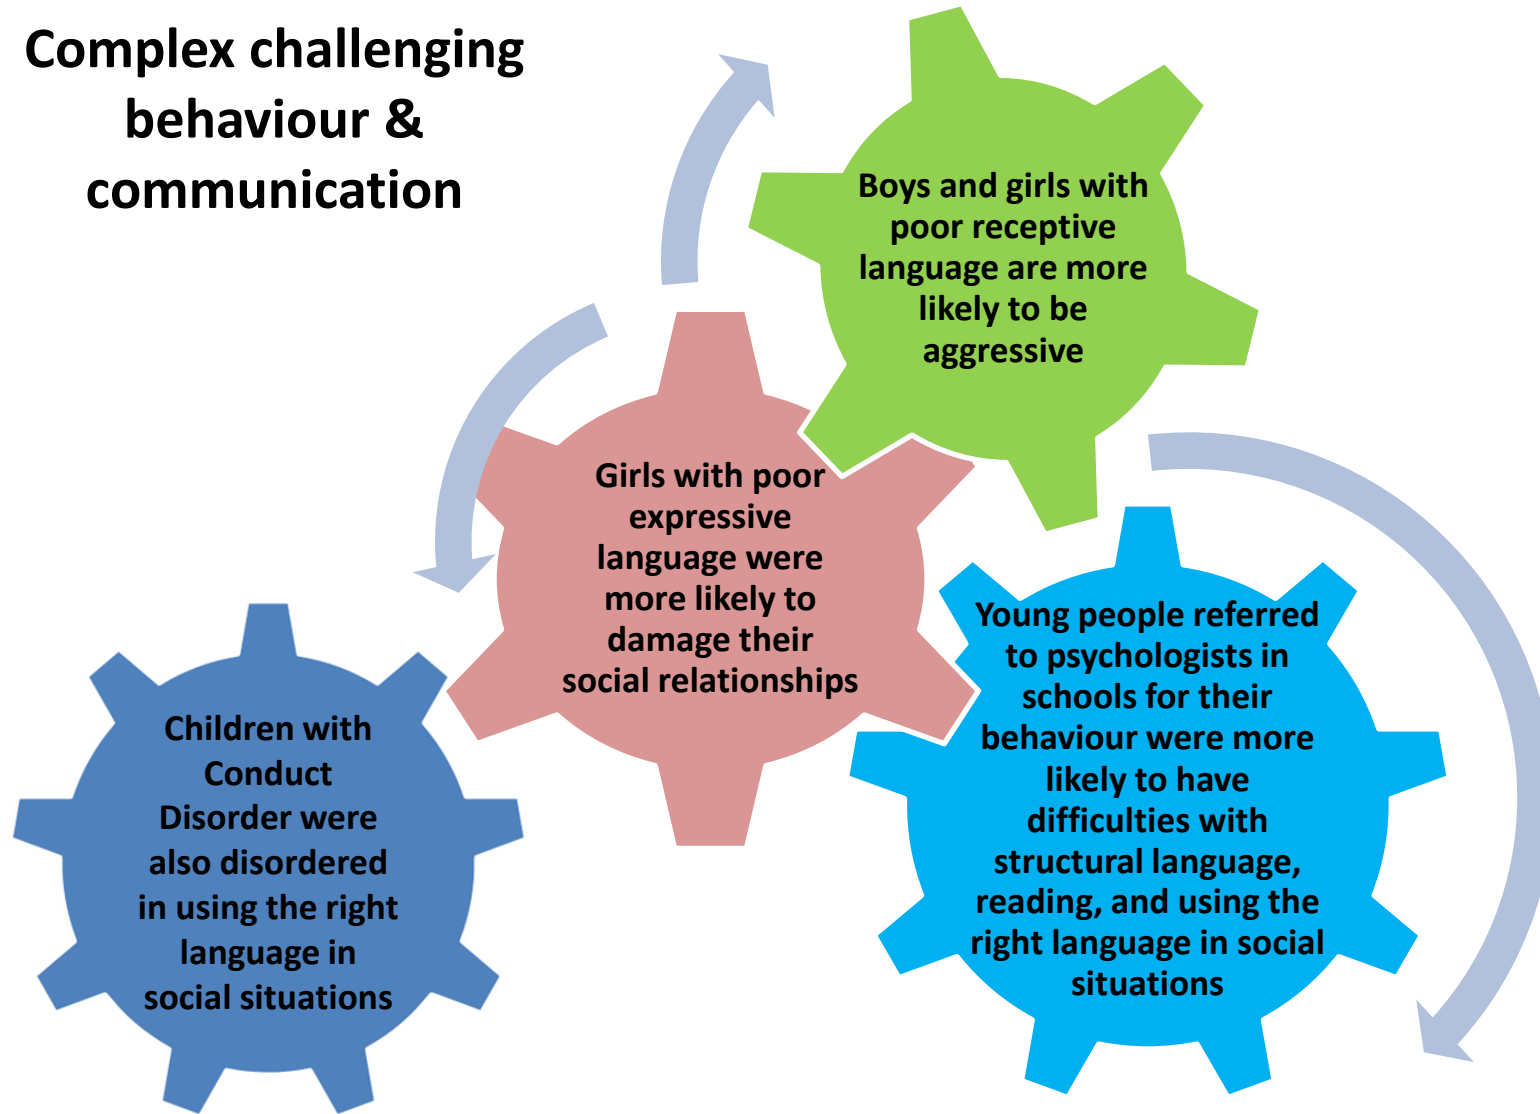 Complex challenging
behaviour &
communication
Boys and girls with
poor receptive
language are more
likely to be
aggressive
Girls with poor
expressive
language were
more likely to
damage their
social relationships
Young people referred
to psychologists in
schools for their
behaviour were more
likely to have
difficulties with
structural language,
reading, and using the
right language in social
situations
Children with
Conduct
Disorder were
also disordered
in using the right
language in
social situations